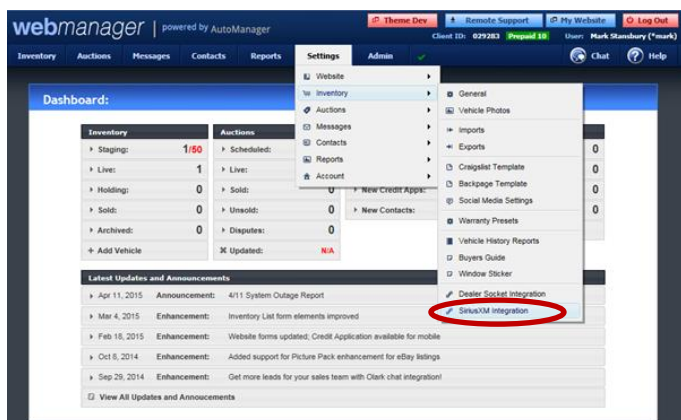 webmanager | powered by AutoManager
Theme Dev Remote Support My Website Log Out
Client ID: 029283 Prepaid 10 User: Mark Stansbury (*mark)
Inventory Auctions Messages Contacts Reports Settings Admin Chat Help
Dashboard:
Website
Inventory
Auctions
Messages
Contacts
Reports
Account
General
Vehicle Photos
Imports
Exports
Craigslist Template
Backpage Template
Social Media Settings
Warranty Presets
Vehicle History Reports
Buyers Guide
Window Sticker
Dealer Socket Integration
SiriusXM Integration
Inventory Auctions
Staging: 1/50 Scheduled: 0
Live: 1 Live: 0
Holding: 0 Sold: 0 New Credit Apps: 0
Sold: 0 Unsold: 0 New Contacts: 0
Archived: 0 Disputes: 0
+ Add Vehicle Updated: N/A
Latest Updates and Announcements
Apr 11, 2015 Announcement: 4/11 System Outage Report
Mar 4, 2015 Enhancement: Inventory List form elements improved
Feb 18, 2015 Enhancement: Website forms updated; Credit Application available for mobile
Oct 8, 2014 Enhancement: Added support for Picture Pack enhancement for eBay listings
Sep 29, 2014 Enhancement: Get more leads for your sales team with Olark chat integration!
View All Updates and Annoucements